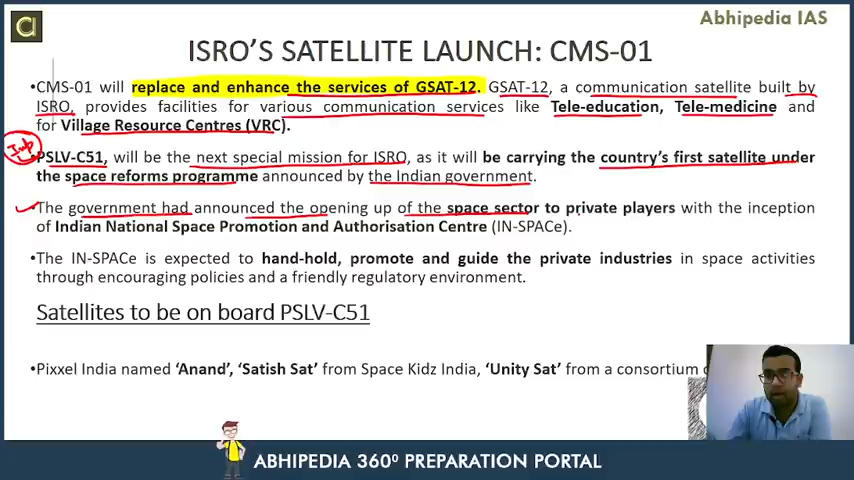 Abhipedia IAS
a
ISRO'S SATELLITE LAUNCH: CMS-01
•CMS-01 will replace and enhance the services of GSAT-12. GSAT-12, a communication satellite built by
ISRO, provides facilities for various communication services like Tele-education, Tele-medicine and
for Village Resource Centres (VRC).
Imp
•PSLV-C51, will be the next special mission for ISRO, as it will be carrying the country's first satellite under
the space reforms programme announced by the Indian government.
•The government had announced the opening up of the space sector to private players with the inception
of Indian National Space Promotion and Authorisation Centre (IN-SPACe).
•The IN-SPACe is expected to hand-hold, promote and guide the private industries in space activities
through encouraging policies and a friendly regulatory environment.
Satellites to be on board PSLV-C51
•Pixxel India named 'Anand', 'Satish Sat' from Space Kidz India, 'Unity Sat' from a consortium
ABHIPEDIA 360⁰ PREPARATION PORTAL